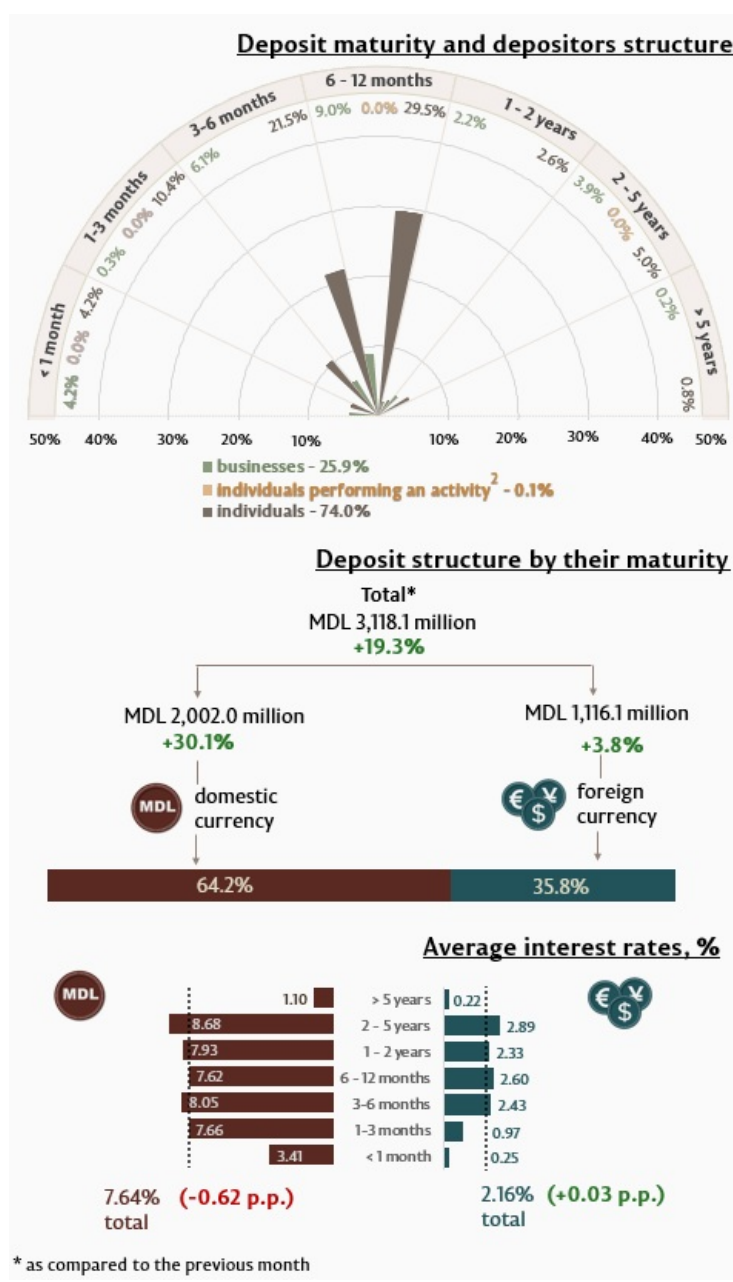 Deposit maturity and depositors structure
6 - 12 months
3-6 months
1 - 2 years
1-3 months
2 - 5 years
< 1 month
> 5 years
4.2% 0.0% 4.2%
0.3% 0.0% 10.4%
6.1% 21.5%
9.0% 0.0% 29.5%
2.2% 2.6%
3.9% 0.0% 5.0%
0.2% 0.8%
50% 40% 30% 20% 10% 10% 20% 30% 40% 50%
businesses - 25.9%
individuals performing an activity2 - 0.1%
individuals - 74.0%
Deposit structure by their maturity
Total*
MDL 3,118.1 million
+19.3%
MDL 2,002.0 million
+30.1%
MDL 1,116.1 million
+3.8%
MDL
domestic
currency
€ ¥ $
foreign
currency
64.2% 35.8%
Average interest rates, %
MDL
€ ¥ $
1.10 > 5 years 0.22
8.68 2 - 5 years 2.89
7.93 1 - 2 years 2.33
7.62 6 - 12 months 2.60
8.05 3-6 months 2.43
7.66 1-3 months 0.97
3.41 < 1 month 0.25
7.64% (-0.62 p.p.)
total
2.16% (+0.03 p.p.)
total
* as compared to the previous month